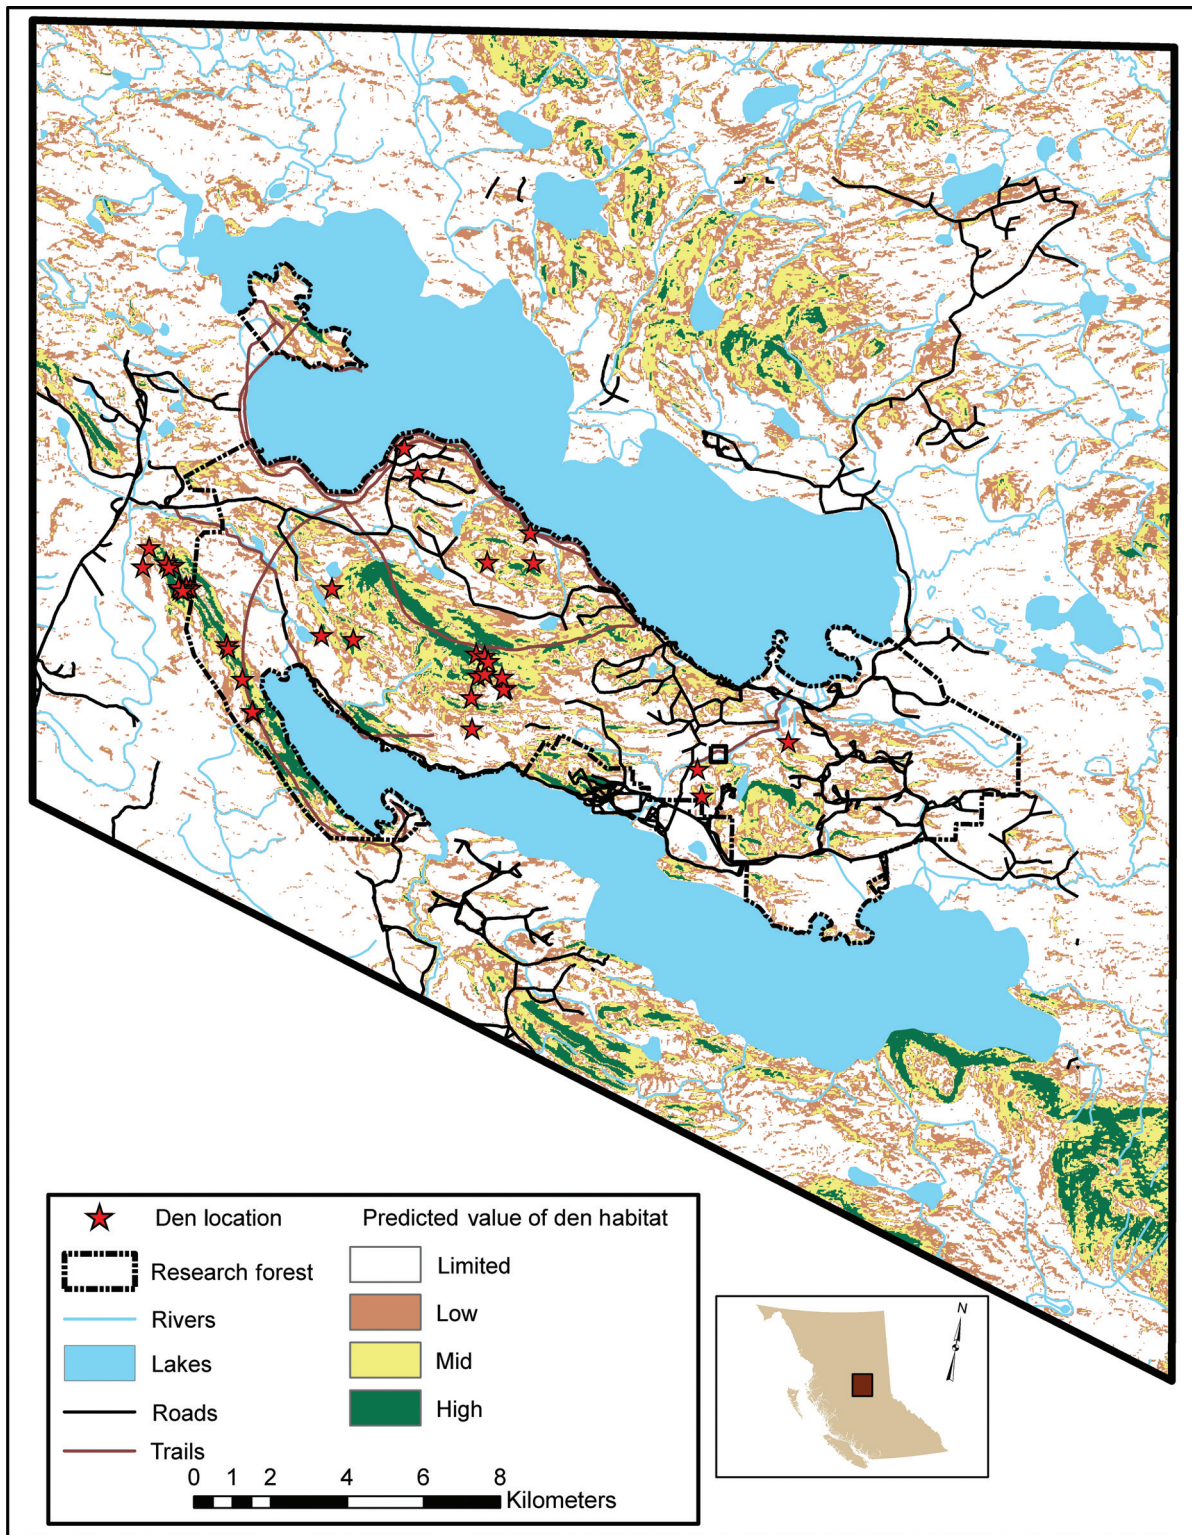 Den location
Predicted value of den habitat
Research forest
Limited
Rivers
Low
Lakes
Mid
Roads
High
Trails
0 1 2 4 6 8
Kilometers
N